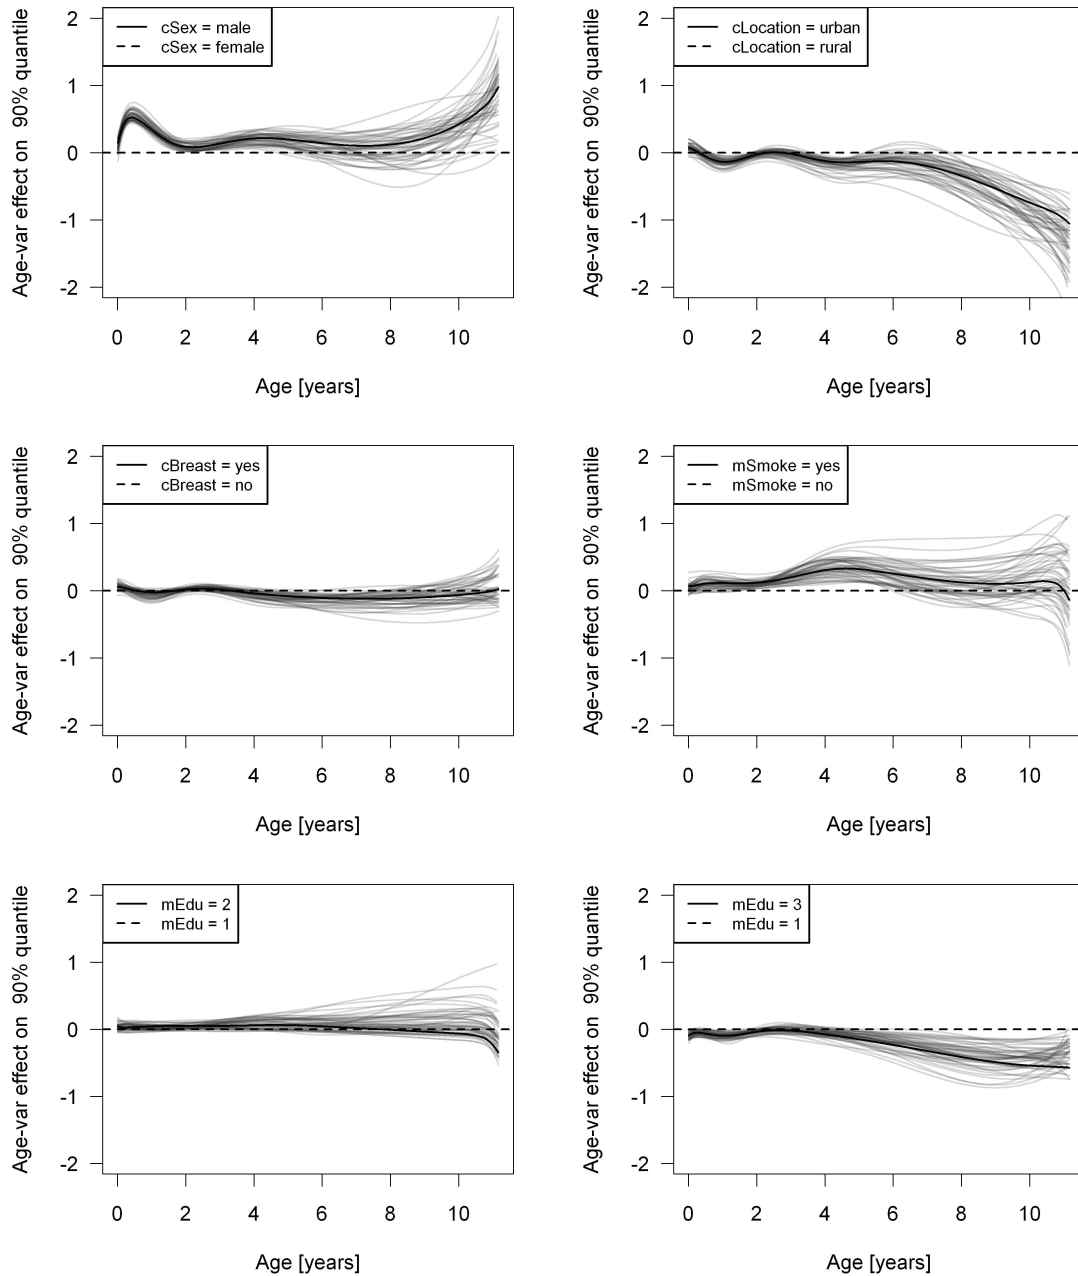 cSex = male
cSex = female
2
1
0
-1
-2
Age-var effect on  90% quantile
0 2 4 6 8 10
Age [years]
cLocation = urban
cLocation = rural
2
1
0
-1
-2
Age-var effect on  90% quantile
0 2 4 6 8 10
Age [years]
cBreast = yes
cBreast = no
2
1
0
-1
-2
Age-var effect on  90% quantile
0 2 4 6 8 10
Age [years]
mSmoke = yes
mSmoke = no
2
1
0
-1
-2
Age-var effect on  90% quantile
0 2 4 6 8 10
Age [years]
mEdu = 2
mEdu = 1
2
1
0
-1
-2
Age-var effect on  90% quantile
0 2 4 6 8 10
Age [years]
mEdu = 3
mEdu = 1
2
1
0
-1
-2
Age-var effect on  90% quantile
0 2 4 6 8 10
Age [years]